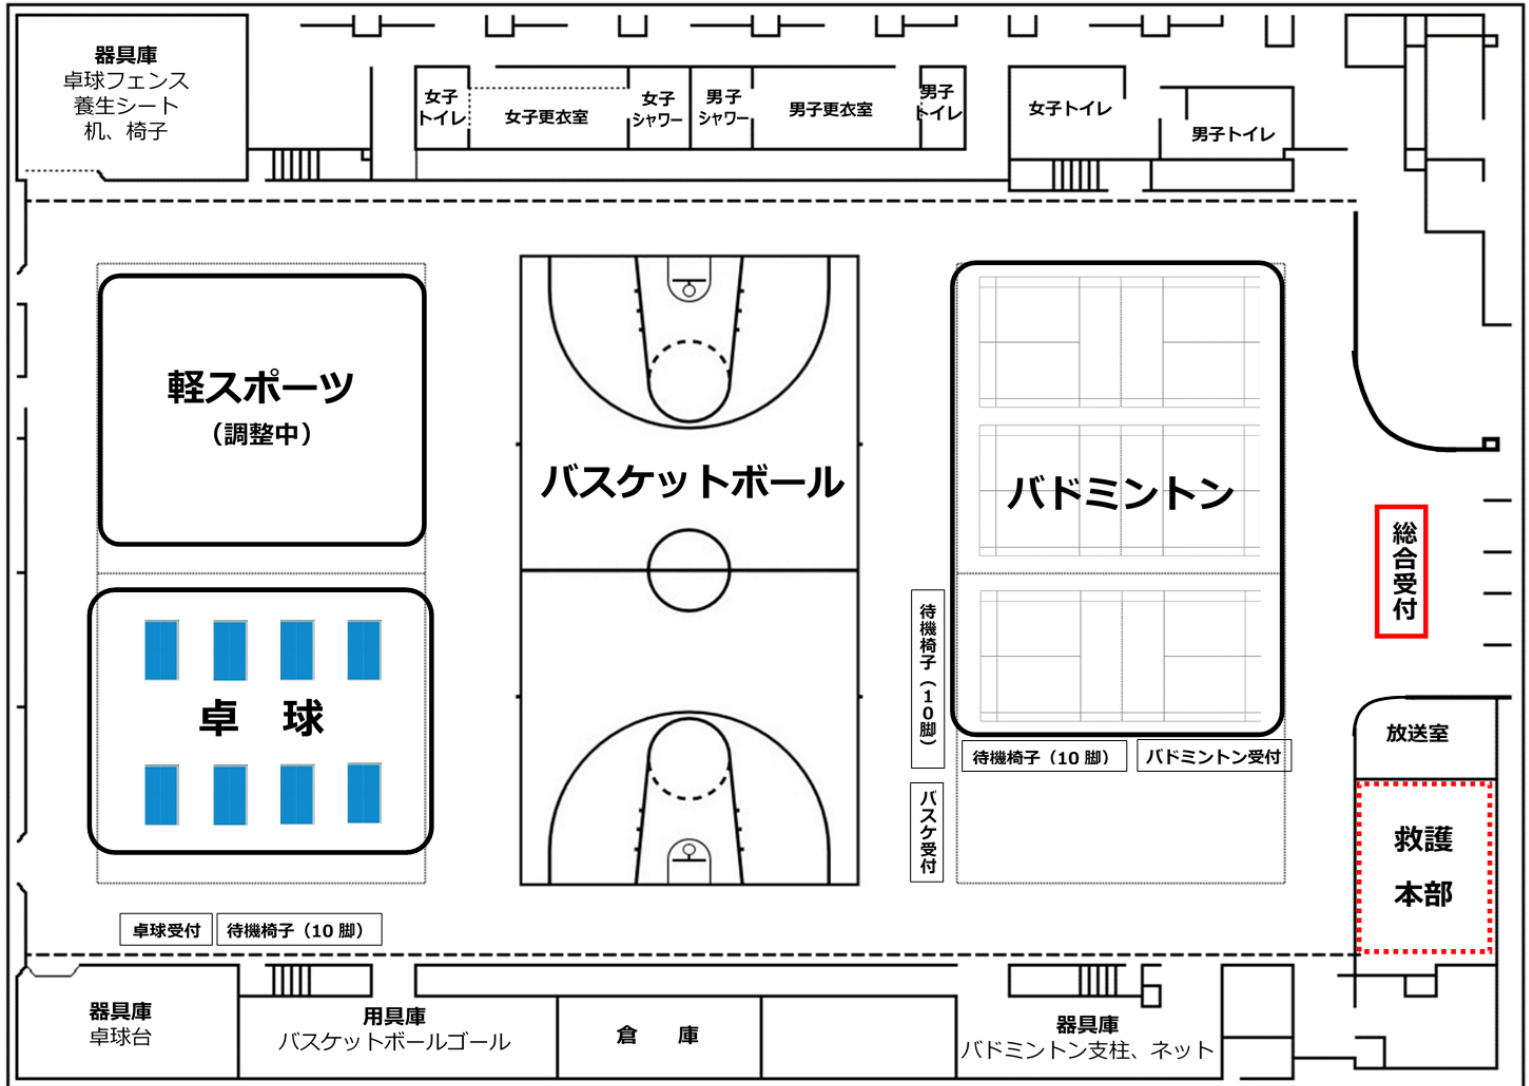 器具庫
卓球フェンス
養生シート
机、椅子
女子
トイレ
女子更衣室
女子
シャワー
男子
シャワー
男子更衣室
男子
トイレ
女子トイレ
男子トイレ
軽スポーツ
（調整中）
バスケットボール
バドミントン
総合受付
卓　球
待機椅子（10脚）
待機椅子（10 脚）
バドミントン受付
バスケ受付
放送室
救護
本部
卓球受付
待機椅子（10 脚）
器具庫
卓球台
用具庫
バスケットボールゴール
倉　庫
器具庫
バドミントン支柱、ネット